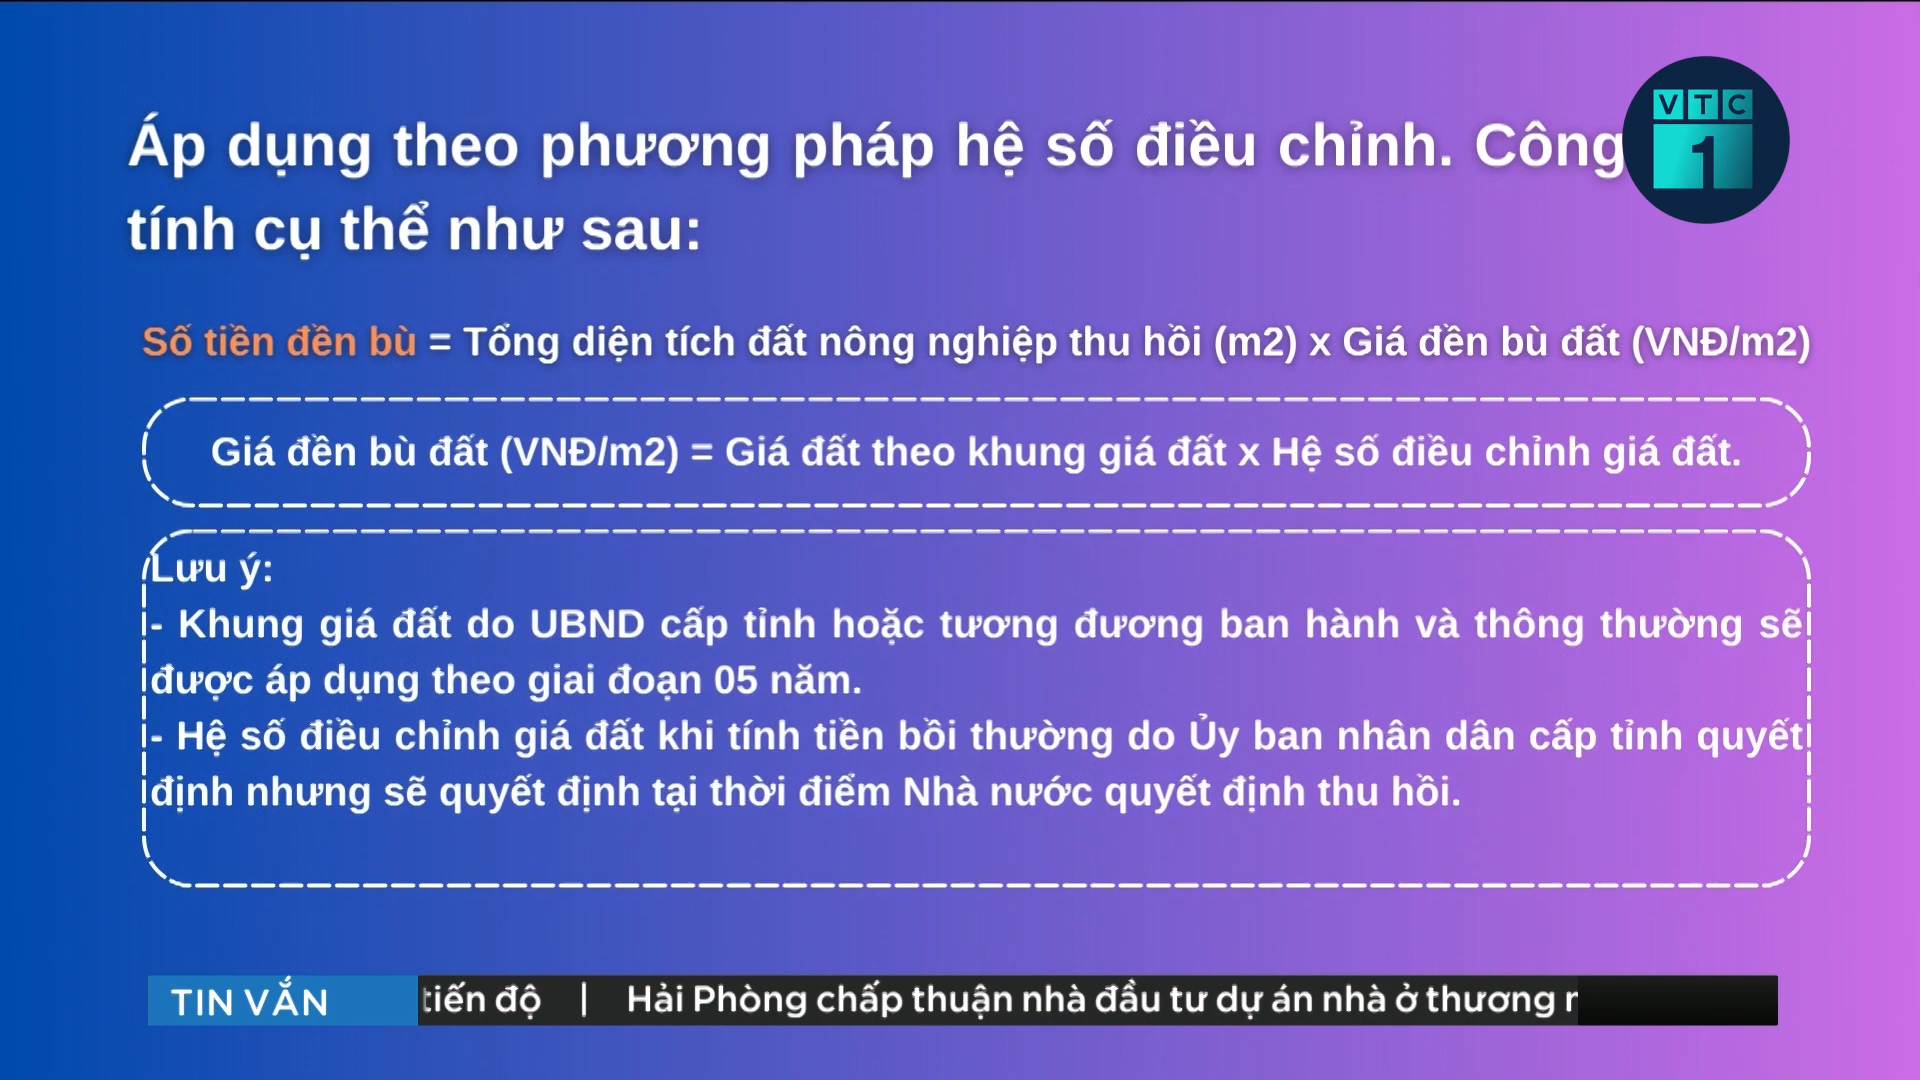 Áp dụng theo phương pháp hệ số điều chỉnh. Công
VTC
1
tính cụ thể như sau:
Số tiền đền bù = Tổng diện tích đất nông nghiệp thu hồi (m2) x Giá đền bù đất (VNĐ/m2)
Giá đền bù đất (VNĐ/m2) = Giá đất theo khung giá đất x Hệ số điều chỉnh giá đất.
Lưu ý:
- Khung giá đất do UBND cấp tỉnh hoặc tương đương ban hành và thông thường sẽ
được áp dụng theo giai đoạn 05 năm.
- Hệ số điều chỉnh giá đất khi tính tiền bồi thường do Ủy ban nhân dân cấp tỉnh quyết
định nhưng sẽ quyết định tại thời điểm Nhà nước quyết định thu hồi.
TIN VẮN tiến độ | Hải Phòng chấp thuận nhà đầu tư dự án nhà ở thương